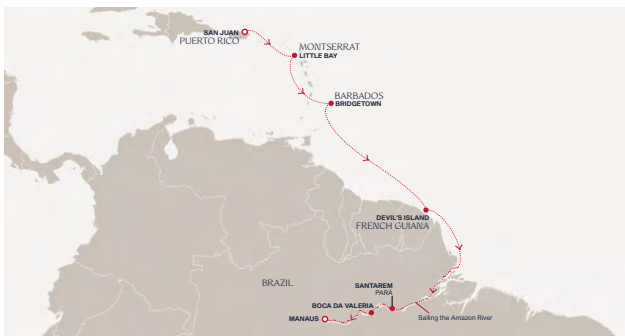 SAN JUAN
PUERTO RICO
MONTSERRAT
LITTLE BAY
BARBADOS
BRIDGETOWN
DEVIL'S ISLAND
FRENCH GUIANA
BRAZIL
SANTAREM
PARÁ
BOCA DA VALERIA
MANAUS
Sailing the Amazon River